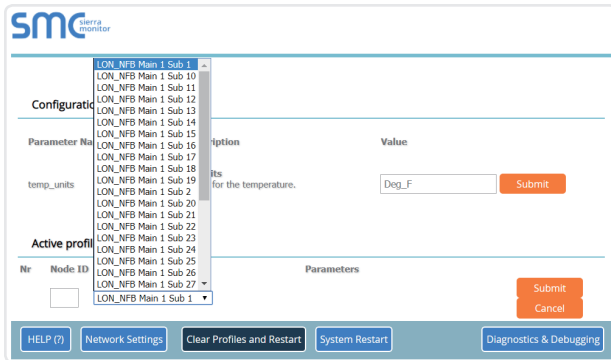 SMC sierra
monitor
LON_NFB Main 1 Sub 1
LON_NFB Main 1 Sub 10
LON_NFB Main 1 Sub 11
LON_NFB Main 1 Sub 12
LON_NFB Main 1 Sub 13
LON_NFB Main 1 Sub 14
LON_NFB Main 1 Sub 15
LON_NFB Main 1 Sub 16
LON_NFB Main 1 Sub 17
LON_NFB Main 1 Sub 18
LON_NFB Main 1 Sub 19
LON_NFB Main 1 Sub 2
LON_NFB Main 1 Sub 20
LON_NFB Main 1 Sub 21
LON_NFB Main 1 Sub 22
LON_NFB Main 1 Sub 23
LON_NFB Main 1 Sub 24
LON_NFB Main 1 Sub 25
LON_NFB Main 1 Sub 26
LON_NFB Main 1 Sub 27
Configuratio
Parameter Na ription Value
its
temp_units for the temperature. Deg_F Submit
Active profil
Nr Node ID Parameters
LON_NFB Main 1 Sub 1 Submit
Cancel
HELP (?) Network Settings Clear Profiles and Restart System Restart Diagnostics & Debugging